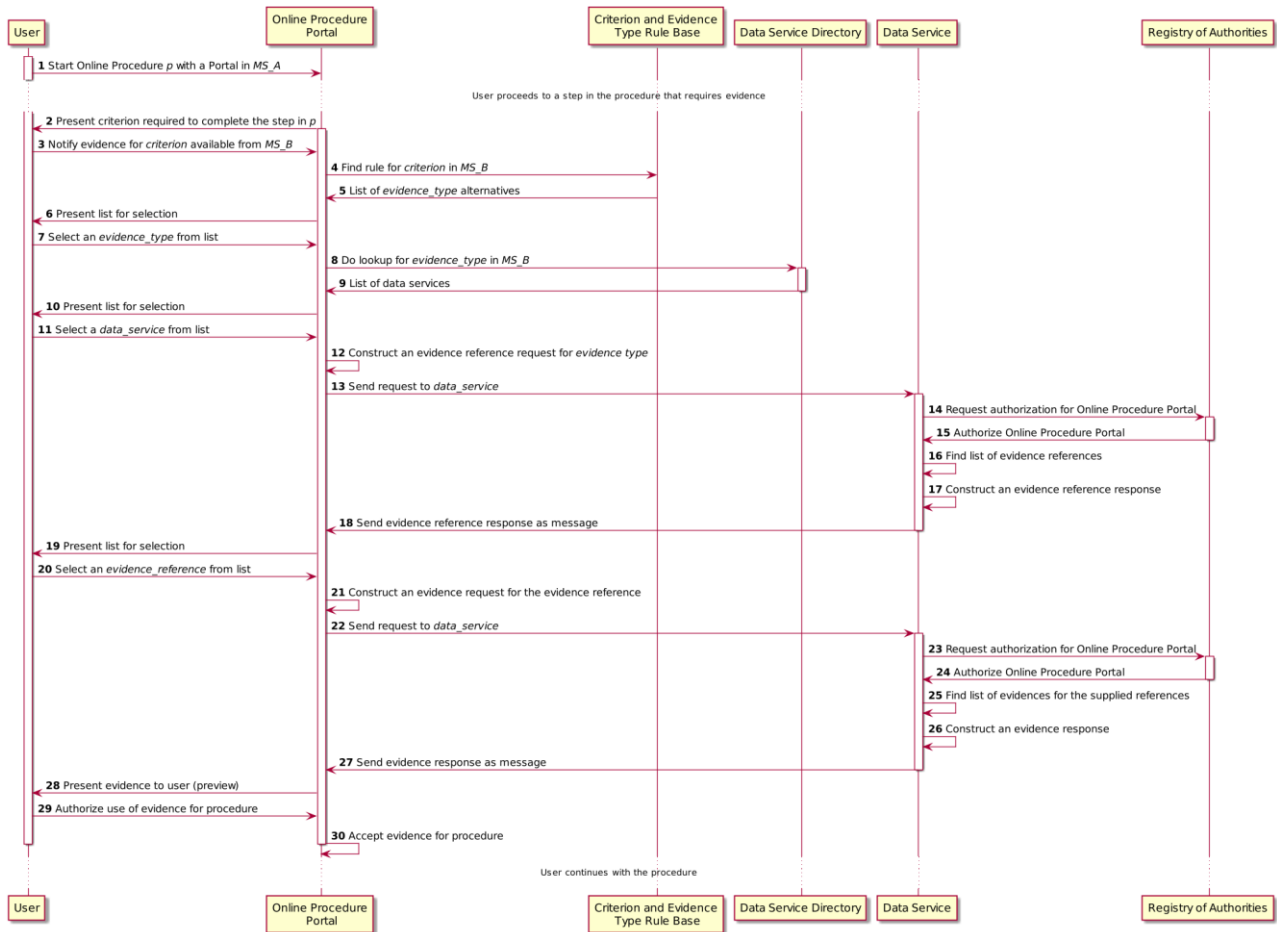 User
Online Procedure
Portal
Criterion and Evidence
Type Rule Base
Data Service Directory
Data Service
Registry of Authorities
1 Start Online Procedure p with a Portal in MS_A
User proceeds to a step in the procedure that requires evidence
2 Present criterion required to complete the step in p
3 Notify evidence for criterion available from MS_B
4 Find rule for criterion in MS_B
5 List of evidence_type alternatives
6 Present list for selection
7 Select an evidence_type from list
8 Do lookup for evidence_type in MS_B
9 List of data services
10 Present list for selection
11 Select a data_service from list
12 Construct an evidence reference request for evidence type
13 Send request to data_service
14 Request authorization for Online Procedure Portal
15 Authorize Online Procedure Portal
16 Find list of evidence references
17 Construct an evidence reference response
18 Send evidence reference response as message
19 Present list for selection
20 Select an evidence_reference from list
21 Construct an evidence request for the evidence reference
22 Send request to data_service
23 Request authorization for Online Procedure Portal
24 Authorize Online Procedure Portal
25 Find list of evidences for the supplied references
26 Construct an evidence response
27 Send evidence response as message
28 Present evidence to user (preview)
29 Authorize use of evidence for procedure
30 Accept evidence for procedure
User continues with the procedure
User
Online Procedure
Portal
Criterion and Evidence
Type Rule Base
Data Service Directory
Data Service
Registry of Authorities